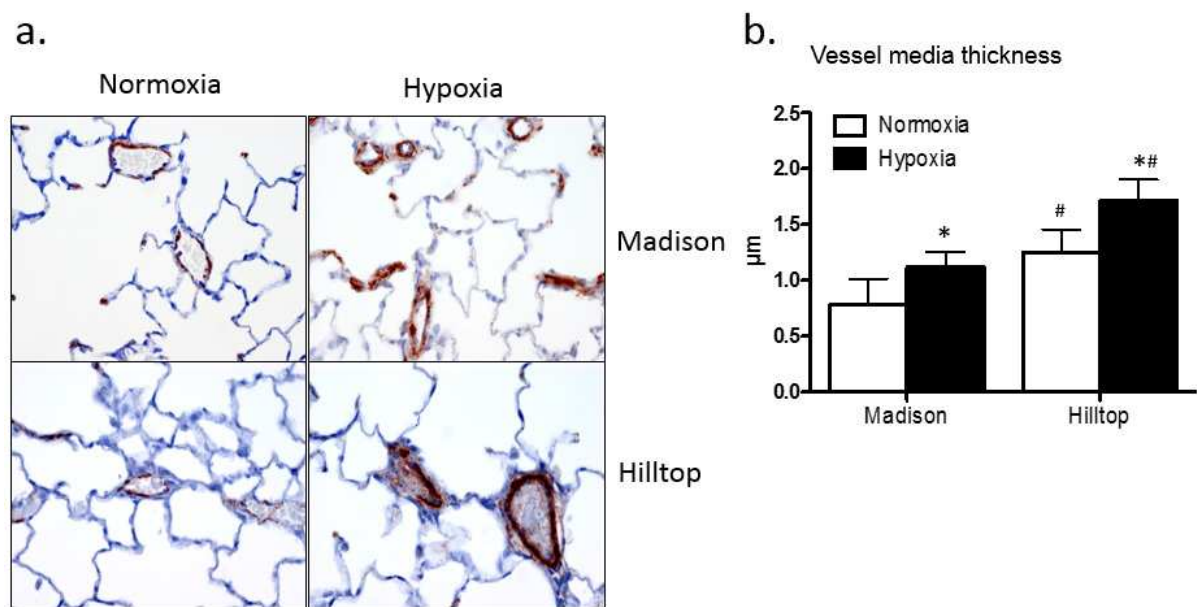 a.
Normoxia
Hypoxia
Madison
Hilltop
b.
Vessel media thickness
2.5
2.0
1.5
1.0
0.5
0.0
µm
Normoxia
Hypoxia
*
#
*#
Madison
Hilltop